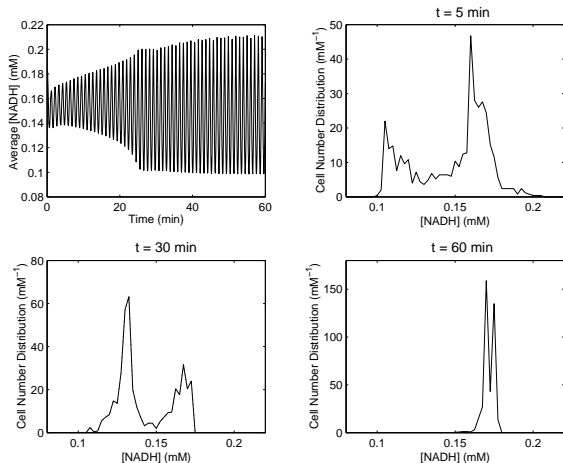 0.22
0.2
0.18
0.16
0.14
0.12
0.1
0.08
0 20 40 60
Average [NADH] (mM)
Time (min)
t = 5 min
50
40
30
20
10
0
0.1 0.15 0.2
Cell Number Distribution (mM⁻¹)
[NADH] (mM)
t = 30 min
80
60
40
20
0
0.1 0.15 0.2
Cell Number Distribution (mM⁻¹)
[NADH] (mM)
t = 60 min
150
100
50
0
0.1 0.15 0.2
Cell Number Distribution (mM⁻¹)
[NADH] (mM)